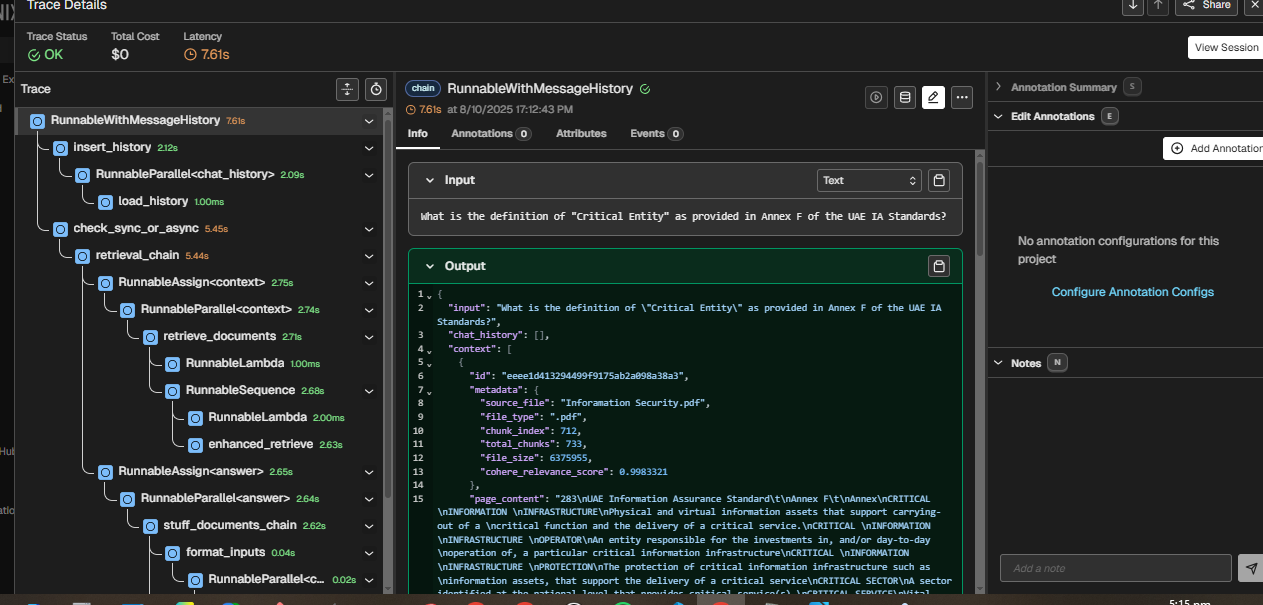 Trace Details
Share
Trace Status
Total Cost
Latency
OK
$0
7.61s
View Session
Trace
RunnableWithMessageHistory 7.61s
insert_history 2.12s
RunnableParallel<chat_history> 2.09s
load_history 1.00ms
check_sync_or_async 5.45s
retrieval_chain 5.44s
RunnableAssign<context> 2.75s
RunnableParallel<context> 2.74s
retrieve_documents 2.71s
RunnableLambda 1.00ms
RunnableSequence 2.68s
RunnableLambda 2.00ms
enhanced_retrieve 2.63s
RunnableAssign<answer> 2.65s
RunnableParallel<answer> 2.64s
stuff_documents_chain 2.62s
format_inputs 0.04s
RunnableParallel<c... 0.02s
chain RunnableWithMessageHistory
7.61s at 8/10/2025 17:12:43 PM
Info Annotations 0 Attributes Events 0
Input
Text
What is the definition of "Critical Entity" as provided in Annex F of the UAE IA Standards?
Output
1 {
2 "input": "What is the definition of \"Critical Entity\" as provided in Annex F of the UAE IA
Standards?",
3 "chat_history": [],
4 "context": [
5 {
6 "id": "eeee1d413294499f9175ab2a098a38a3",
7 "metadata": {
8 "source_file": "Inforamation Security.pdf",
9 "file_type": ".pdf",
10 "chunk_index": 712,
11 "total_chunks": 733,
12 "file_size": 6375955,
13 "cohere_relevance_score": 0.9983321
14 },
15 "page_content": "283\nUAE Information Assurance Standard\t\nAnnex F\t\nAnnex\nCRITICAL
\nINFORMATION \nINFRASTRUCTURE\nPhysical and virtual information assets that support carrying-
out of a \ncritical function and the delivery of a critical service.\nCRITICAL \nINFORMATION
\nINFRASTRUCTURE \nOPERATOR\nAn entity responsible for the investments in, and/or day-to-day
\noperation of, a particular critical information infrastructure\nCRITICAL \nINFORMATION
\nINFRASTRUCTURE \nPROTECTION\nThe protection of critical information infrastructure such as
\ninformation assets, that support the delivery of a critical service\nCRITICAL SECTOR\nA sector
identified at the national level that provides critical service(s).\nCRITICAL SERVICE\nVital
Annotation Summary S
Edit Annotations E
Add Annotation
No annotation configurations for this
project
Configure Annotation Configs
Notes N
Add a note
5:15 pm